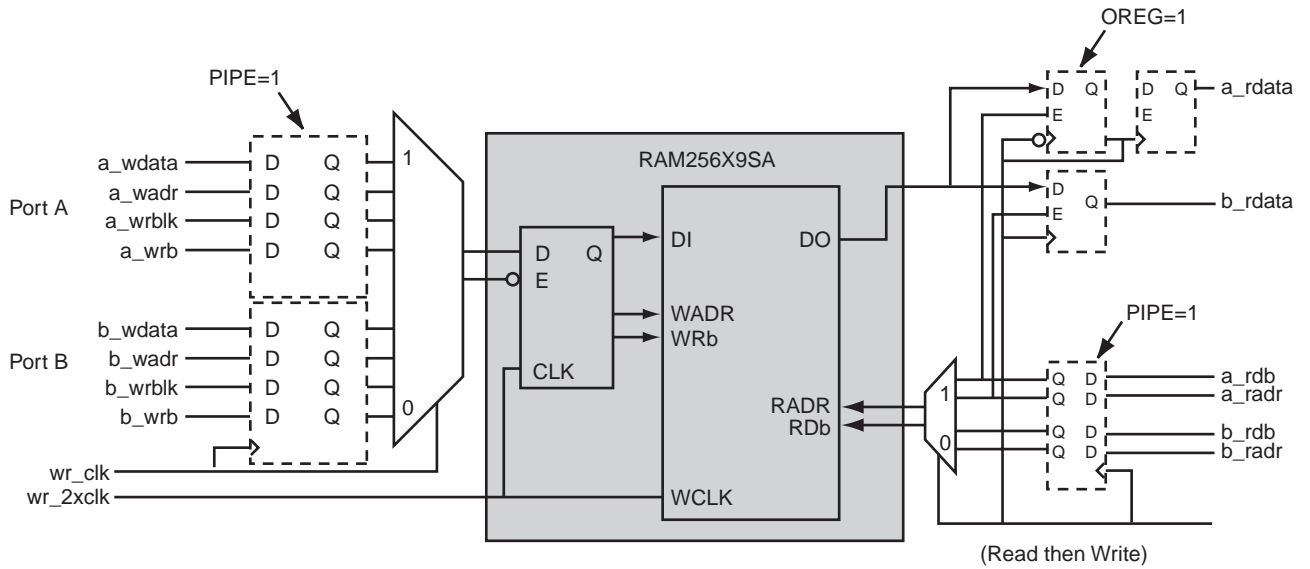 OREG=1
PIPE=1
D Q
E
D Q
E
a_rdata
D
Q
E
b_rdata
Port A
a_wdata
a_wadr
a_wrblk
a_wrb
D Q
D Q
D Q
D Q
1
RAM256X9SA
D Q
E
CLK
DI
DO
WADR
WRb
RADR
RDb
WCLK
Port B
b_wdata
b_wadr
b_wrblk
b_wrb
D Q
D Q
D Q
D Q
0
wr_clk
wr_2xclk
PIPE=1
1
0
Q D a_rdb
Q D a_radr
Q D b_rdb
Q D b_radr
(Read then Write)